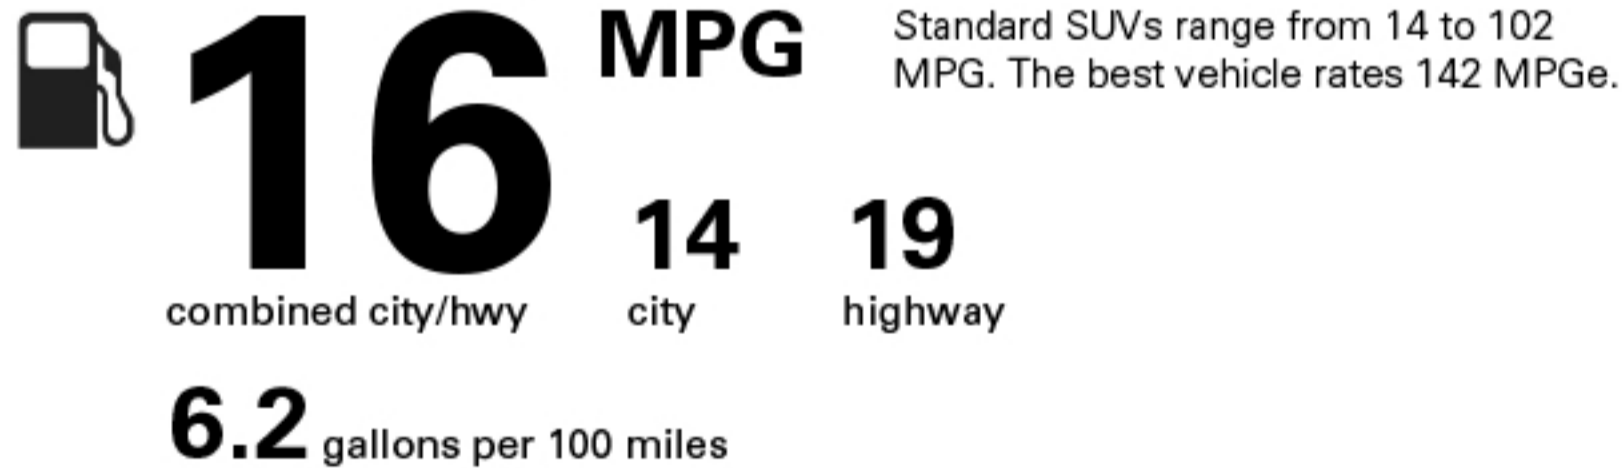 16 MPG
Standard SUVs range from 14 to 102
MPG. The best vehicle rates 142 MPGe.
14 19
combined city/hwy city highway
6.2 gallons per 100 miles